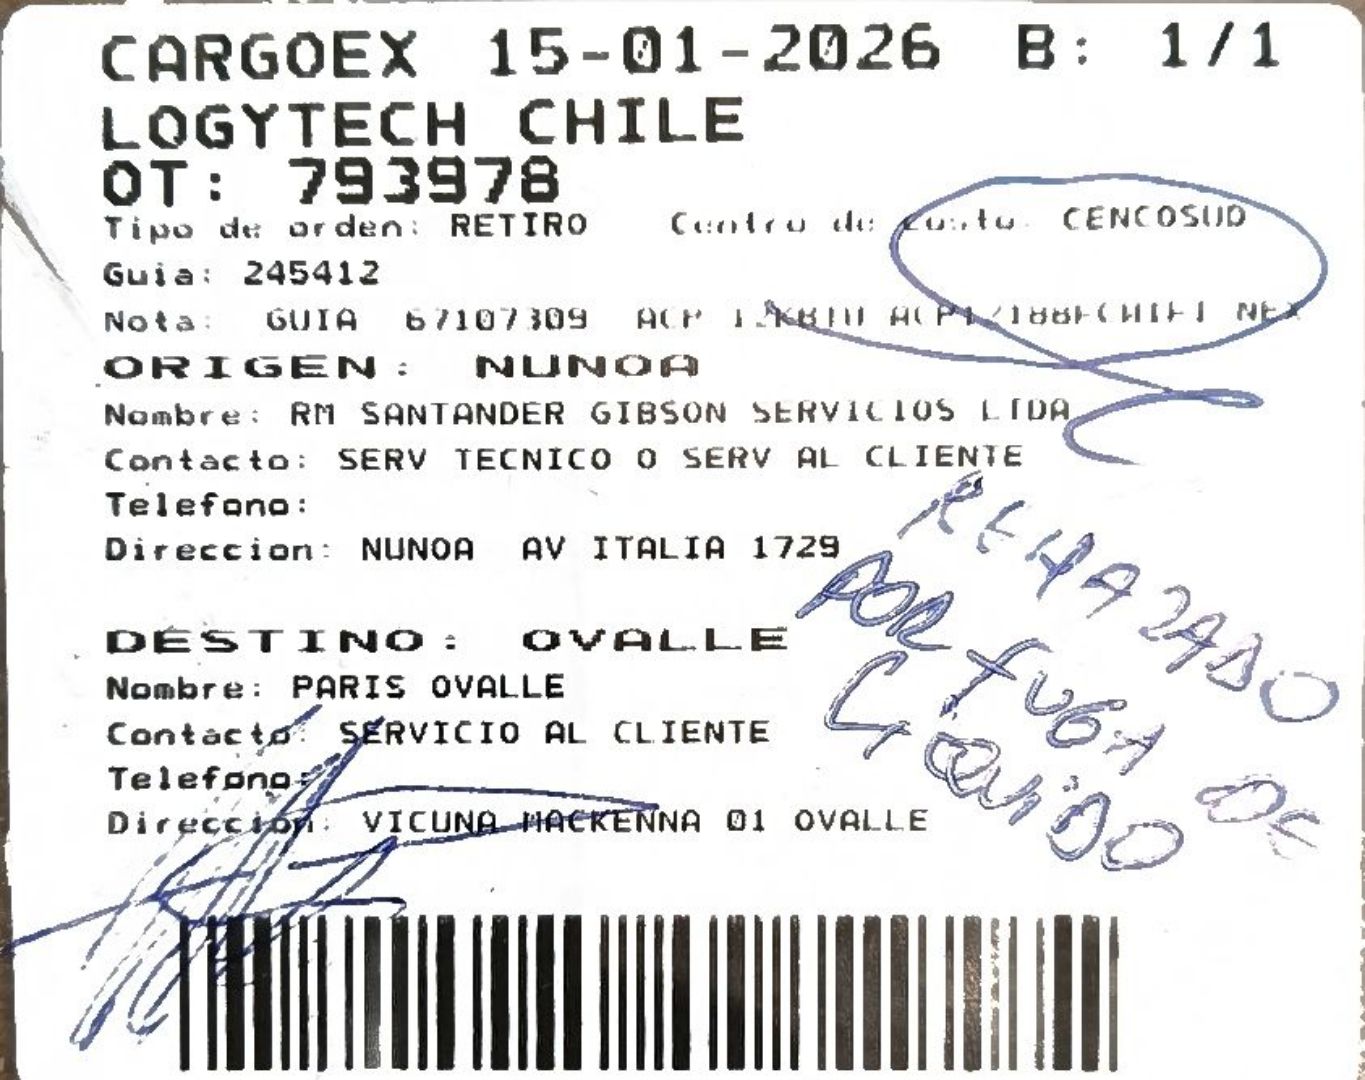 CARGOEX 15-01-2026 B: 1/1
LOGYTECH CHILE
OT: 793978
Tipo de orden: RETIRO Centro de costo: CENCOSUD
Guia: 245412
Nota: GUIA 67107309 ACP NEX
ORIGEN: NUNOA
Nombre: RM SANTANDER GIBSON SERVICIOS LTDA
Contacto: SERV TECNICO O SERV AL CLIENTE
Telefono:
Direccion: NUNOA AV ITALIA 1729
REHAZADO
POR FUGA DE
DESTINO: OVALLE
Nombre: PARIS OVALLE
Contacto: SERVICIO AL CLIENTE
Telefono:
Direccion: VICUNA MACKENNA 01 OVALLE